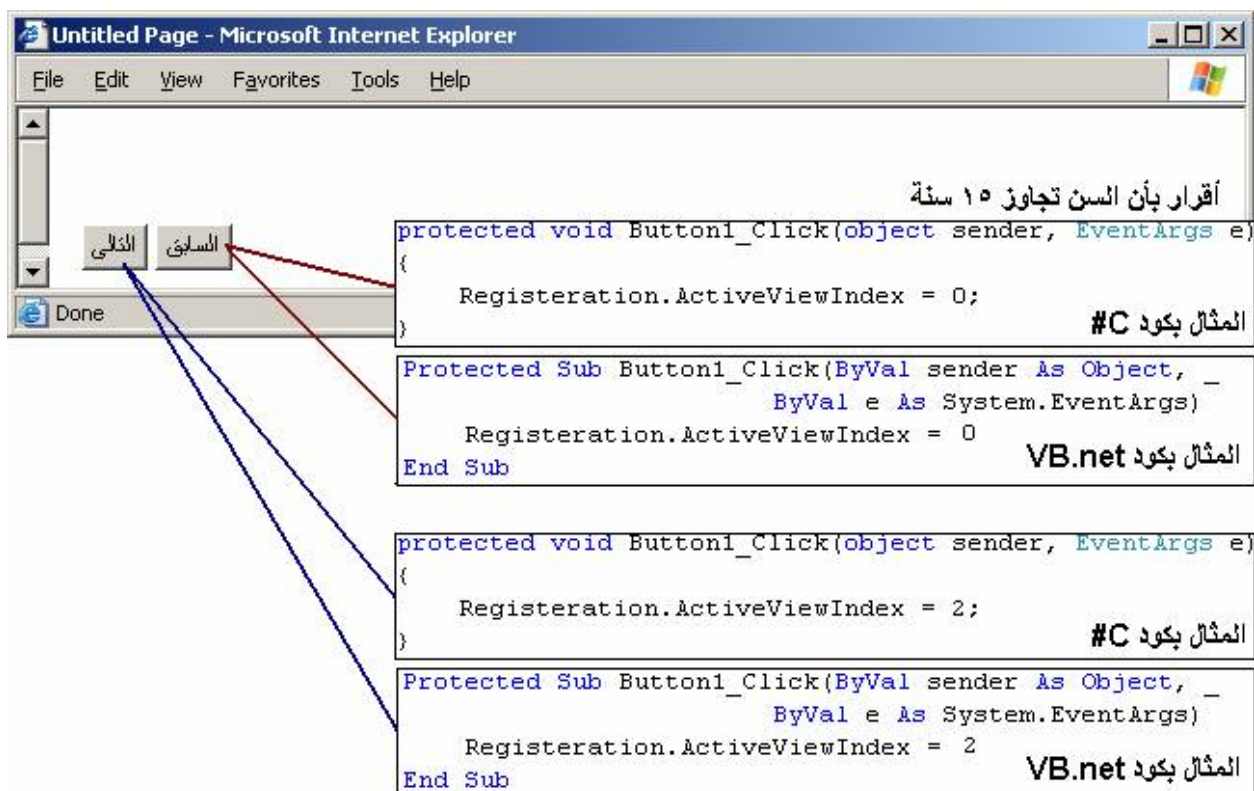 Untitled Page - Microsoft Internet Explorer
File Edit View Favorites Tools Help
أقرار بأن السن تجاوز ١٥ سنة
السابق
التالى
Done
protected void Button1_Click(object sender, EventArgs e)
{
Registeration.ActiveViewIndex = 0;
}
المثال بكود C#
Protected Sub Button1_Click(ByVal sender As Object, _
ByVal e As System.EventArgs)
Registeration.ActiveViewIndex = 0
End Sub
المثال بكود VB.net
protected void Button1_Click(object sender, EventArgs e)
{
Registeration.ActiveViewIndex = 2;
}
المثال بكود C#
Protected Sub Button1_Click(ByVal sender As Object, _
ByVal e As System.EventArgs)
Registeration.ActiveViewIndex = 2
End Sub
المثال بكود VB.net